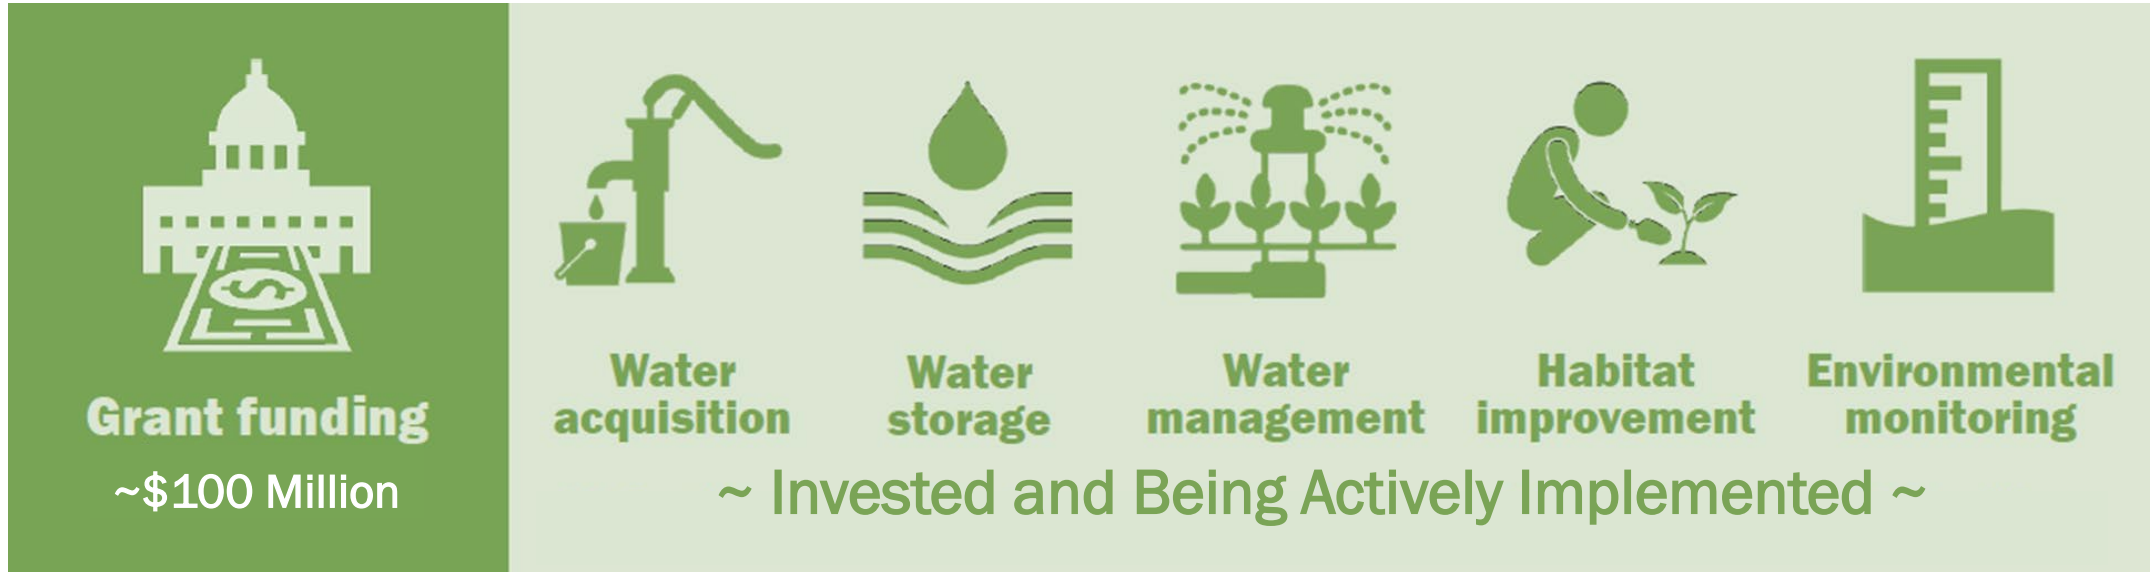 Grant funding
~$100 Million
Water
acquisition
Water
storage
Water
management
Habitat
improvement
Environmental
monitoring
~ Invested and Being Actively Implemented ~